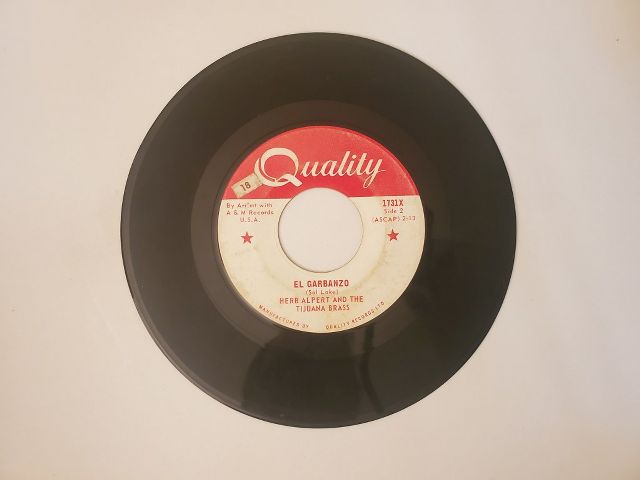 Quality
18
By Arr'mt with
A & M Records
U.S.A.
1731X
Side 2
(ASCAP) 2:13
EL GARBANZO
(Sol Lake)
HERB ALPERT AND THE
TIJUANA BRASS
MANUFACTURED BY QUALITY RECORDS LTD